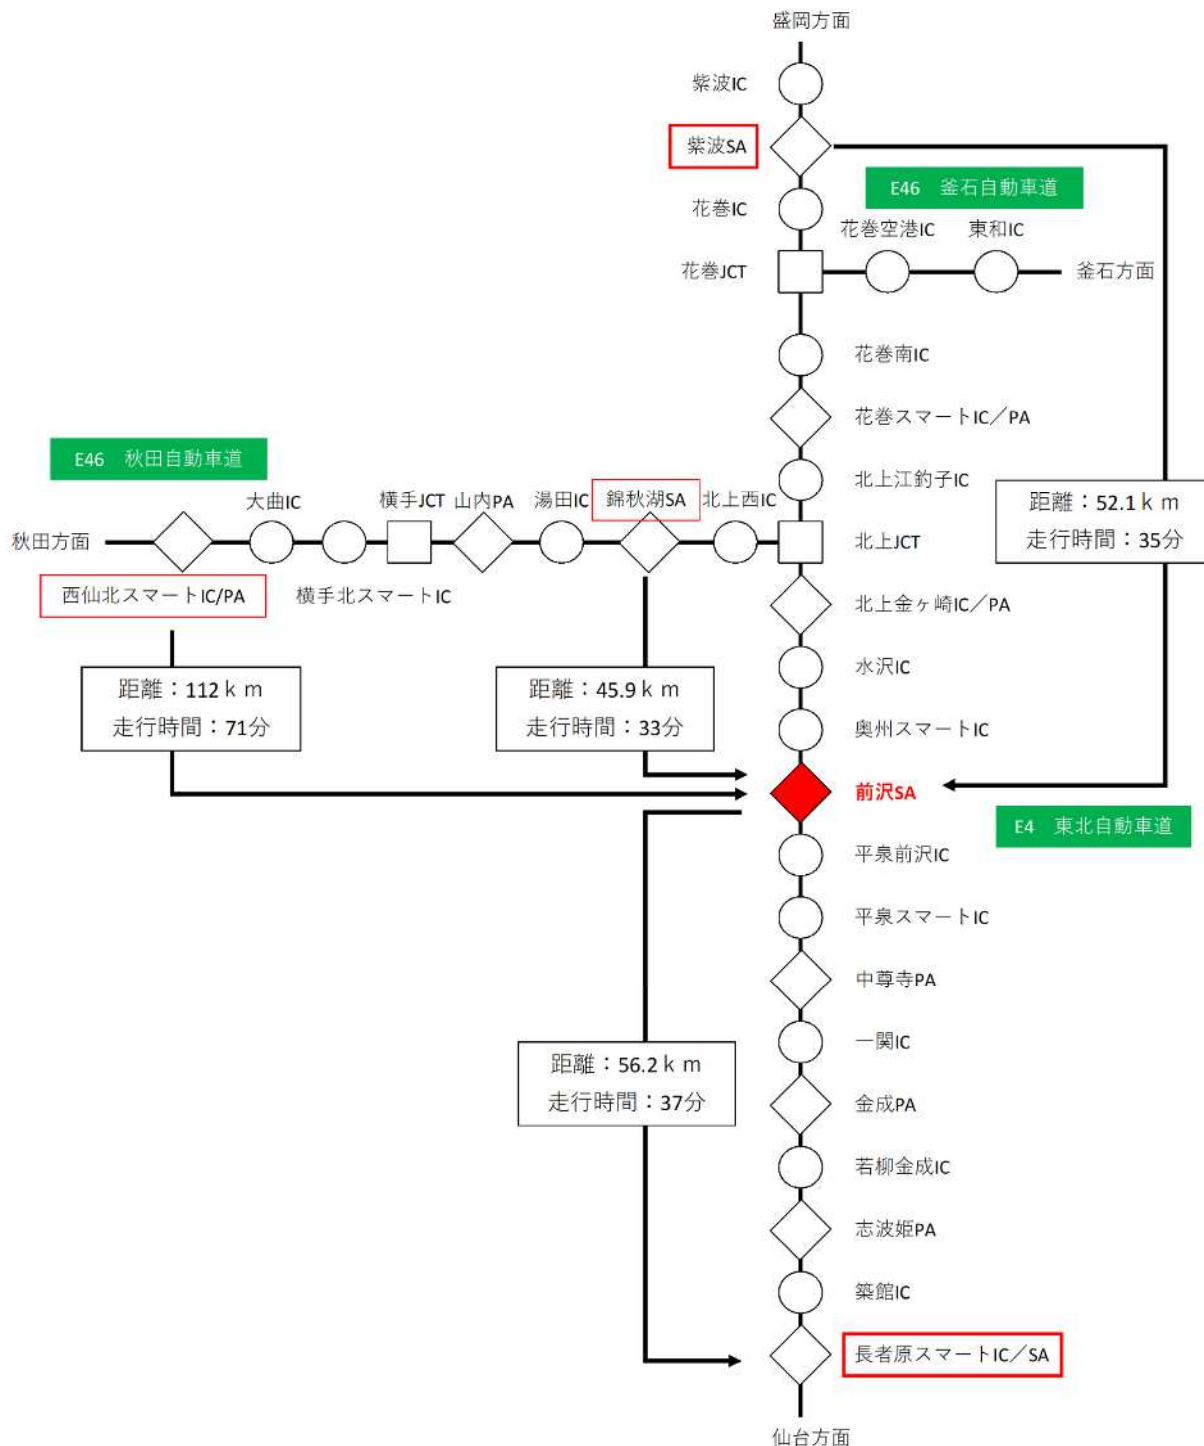 盛岡方面
紫波IC
紫波SA
E46　釜石自動車道
花巻IC
花巻空港IC
東和IC
花巻JCT
釜石方面
花巻南IC
花巻スマートIC／PA
E46　秋田自動車道
北上江釣子IC
距離：52.1ｋｍ
走行時間：35分
大曲IC
横手JCT
山内PA
湯田IC
錦秋湖SA
北上西IC
秋田方面
北上JCT
西仙北スマートIC/PA
横手北スマートIC
北上金ヶ崎IC／PA
水沢IC
距離：112ｋｍ
走行時間：71分
距離：45.9ｋｍ
走行時間：33分
奥州スマートIC
前沢SA
E4　東北自動車道
平泉前沢IC
平泉スマートIC
中尊寺PA
一関IC
距離：56.2ｋｍ
走行時間：37分
金成PA
若柳金成IC
志波姫PA
築館IC
長者原スマートIC／SA
仙台方面